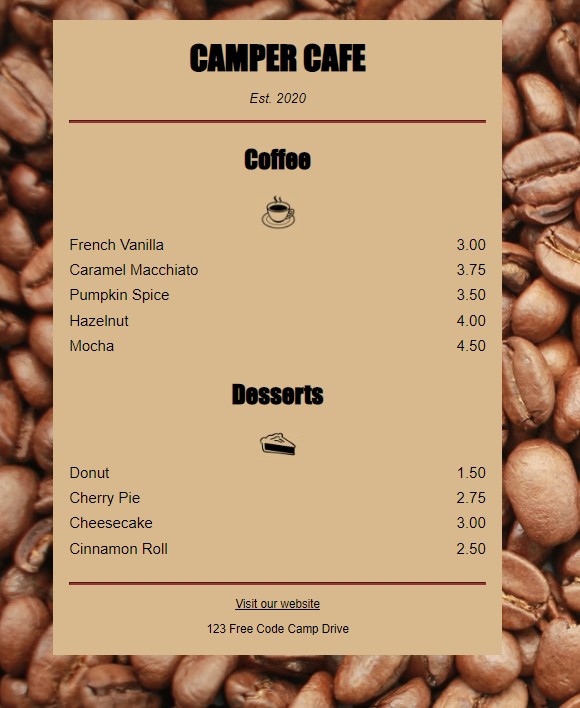 CAMPER CAFE
Est. 2020
Coffee
French Vanilla 3.00
Caramel Macchiato 3.75
Pumpkin Spice 3.50
Hazelnut 4.00
Mocha 4.50
Desserts
Donut 1.50
Cherry Pie 2.75
Cheesecake 3.00
Cinnamon Roll 2.50
Visit our website
123 Free Code Camp Drive